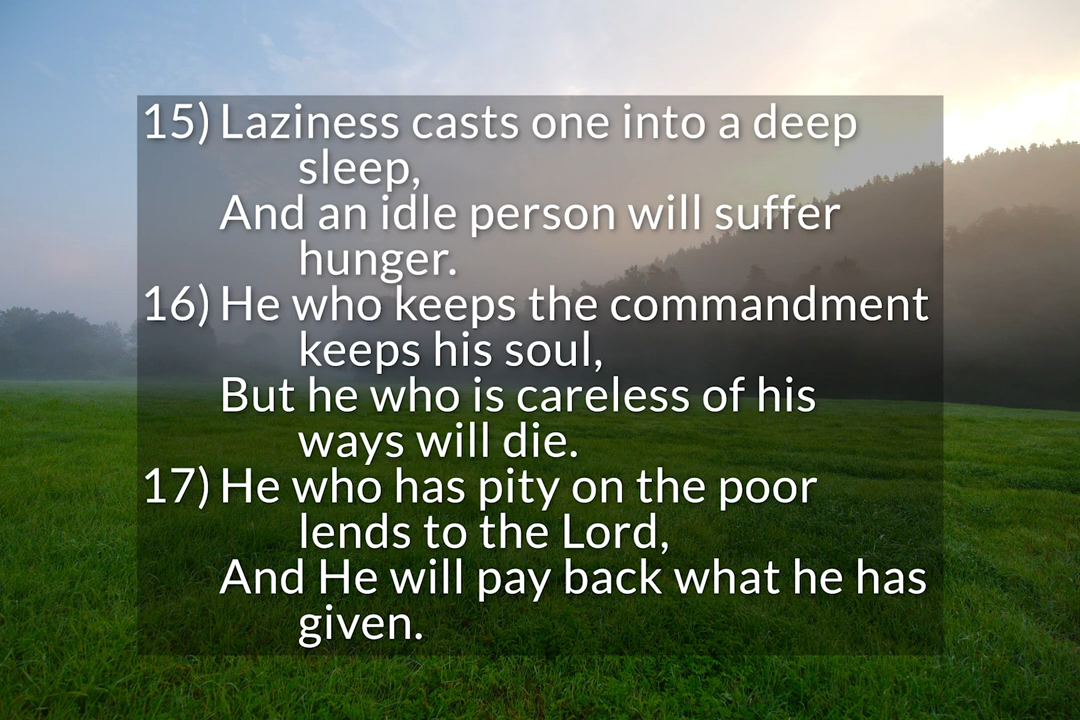 15) Laziness casts one into a deep
sleep,
And an idle person will suffer
hunger.
16) He who keeps the commandment
keeps his soul,
But he who is careless of his
ways will die.
17) He who has pity on the poor
lends to the Lord,
And He will pay back what he has
given.